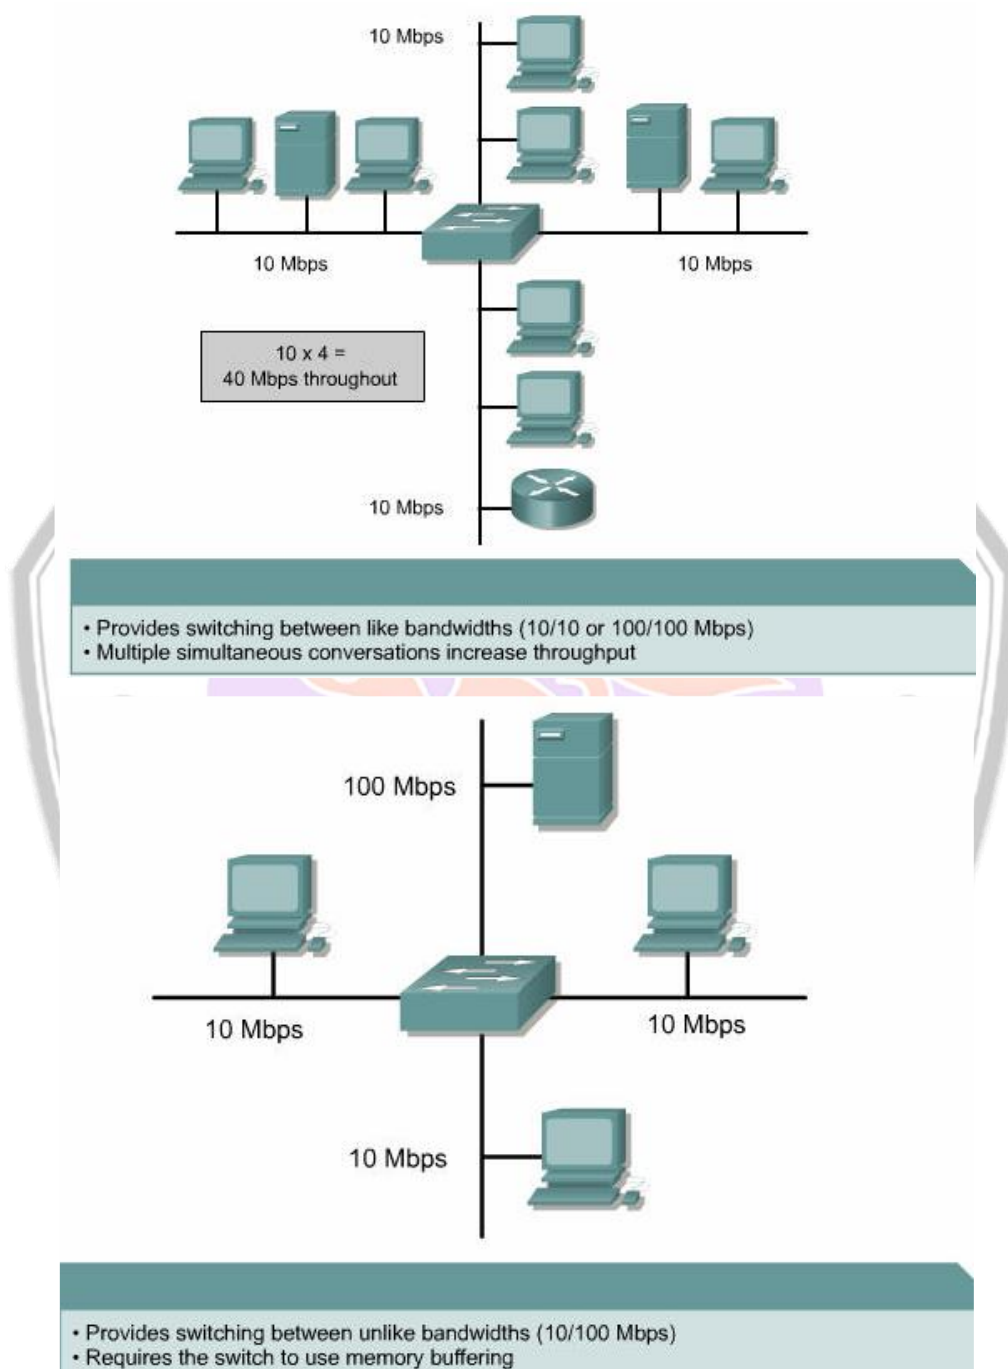 10 Mbps
10 Mbps
10 Mbps
10 x 4 =
40 Mbps throughout
10 Mbps
• Provides switching between like bandwidths (10/10 or 100/100 Mbps)
• Multiple simultaneous conversations increase throughput
100 Mbps
10 Mbps
10 Mbps
10 Mbps
• Provides switching between unlike bandwidths (10/100 Mbps)
• Requires the switch to use memory buffering